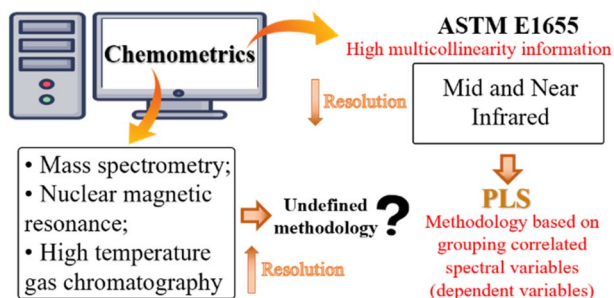 Chemometrics
ASTM E1655
High multicollinearity information
Resolution
Mid and Near
Infrared
PLS
Methodology based on
grouping correlated
spectral variables
(dependent variables)
• Mass spectrometry;
• Nuclear magnetic
resonance;
• High temperature
gas chromatography
Undefined
methodology ?
Resolution